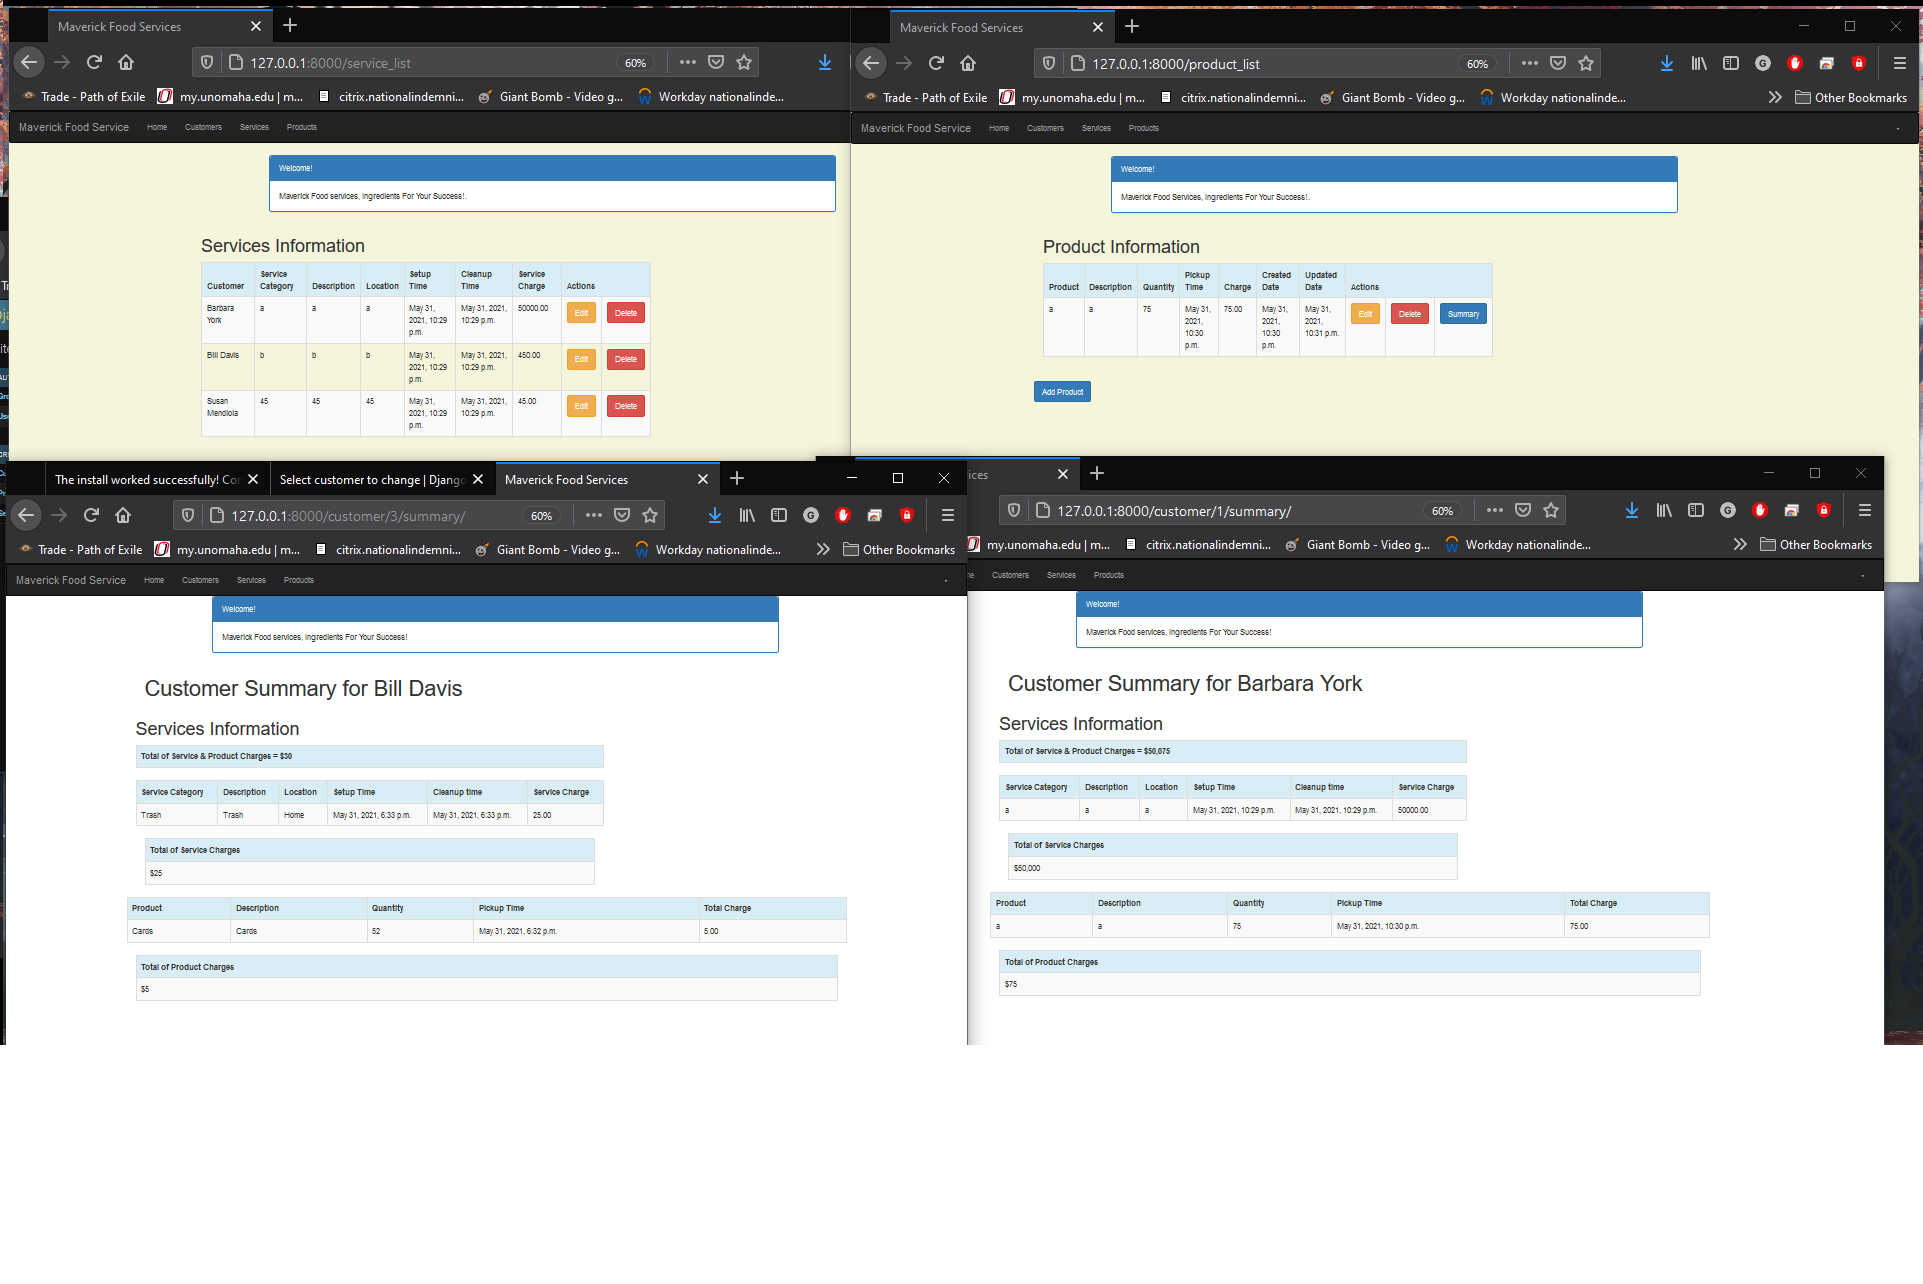 Maverick Food Services
127.0.0.1:8000/service_list
60%
Trade - Path of Exile my.unomaha.edu | m... citrix.nationalindemni... Giant Bomb - Video g... Workday nationalinde...
Maverick Food Service Home Customers Services Products
Welcome!
Maverick Food services, Ingredients For Your Success!.
Services Information
Customer Service Category Description Location Setup Time Cleanup Time Service Charge Actions
Barbara York a a a May 31, 2021, 10:29 p.m. May 31, 2021, 10:29 p.m. 50000.00 Edit Delete
Bill Davis b b b May 31, 2021, 10:29 p.m. May 31, 2021, 10:29 p.m. 450.00 Edit Delete
Susan Mendiola 45 45 45 May 31, 2021, 10:29 p.m. May 31, 2021, 10:29 p.m. 45.00 Edit Delete
Maverick Food Services
127.0.0.1:8000/product_list
60%
Trade - Path of Exile my.unomaha.edu | m... citrix.nationalindemni... Giant Bomb - Video g... Workday nationalinde... Other Bookmarks
Maverick Food Service Home Customers Services Products
Welcome!
Maverick Food Services, Ingredients For Your Success!.
Product Information
Product Description Quantity Pickup Time Charge Created Date Updated Date Actions
a a 75 May 31, 2021, 10:30 p.m. 75.00 May 31, 2021, 10:30 p.m. May 31, 2021, 10:31 p.m. Edit Delete Summary
Add Product
The install worked successfully! Cor Select customer to change | Django Maverick Food Services
127.0.0.1:8000/customer/3/summary/
60%
Trade - Path of Exile my.unomaha.edu | m... citrix.nationalindemni... Giant Bomb - Video g... Workday nationalinde... Other Bookmarks
Maverick Food Service Home Customers Services Products
Welcome!
Maverick Food services, Ingredients For Your Success!
Customer Summary for Bill Davis
Services Information
Total of Service & Product Charges = $30
Service Category Description Location Setup Time Cleanup time Service Charge
Trash Trash Home May 31, 2021, 6:33 p.m. May 31, 2021, 6:33 p.m. 25.00
Total of Service Charges
$25
Product Description Quantity Pickup Time Total Charge
Cards Cards 52 May 31, 2021, 6:32 p.m. 5.00
Total of Product Charges
$5
ices
127.0.0.1:8000/customer/1/summary/
60%
my.unomaha.edu | m... citrix.nationalindemni... Giant Bomb - Video g... Workday nationalinde... Other Bookmarks
me Customers Services Products
Welcome!
Maverick Food services, Ingredients For Your Success!
Customer Summary for Barbara York
Services Information
Total of Service & Product Charges = $50,075
Service Category Description Location Setup Time Cleanup time Service Charge
a a a May 31, 2021, 10:29 p.m. May 31, 2021, 10:29 p.m. 50000.00
Total of Service Charges
$50,000
Product Description Quantity Pickup Time Total Charge
a a 75 May 31, 2021, 10:30 p.m. 75.00
Total of Product Charges
$75